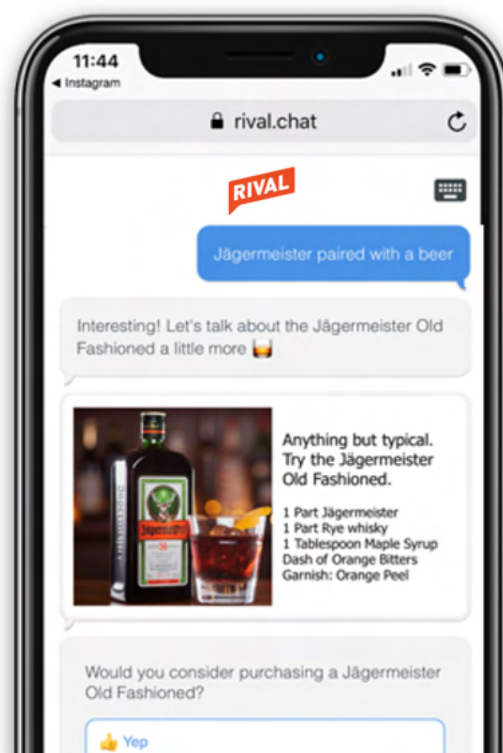 11:44
Instagram
rival.chat
RIVAL
Jägermeister paired with a beer
Interesting! Let's talk about the Jägermeister Old
Fashioned a little more 🥃
Anything but typical.
Try the Jägermeister
Old Fashioned.
1 Part Jägermeister
1 Part Rye whisky
1 Tablespoon Maple Syrup
Dash of Orange Bitters
Garnish: Orange Peel
Jägermeister
Would you consider purchasing a Jägermeister
Old Fashioned?
👍 Yep